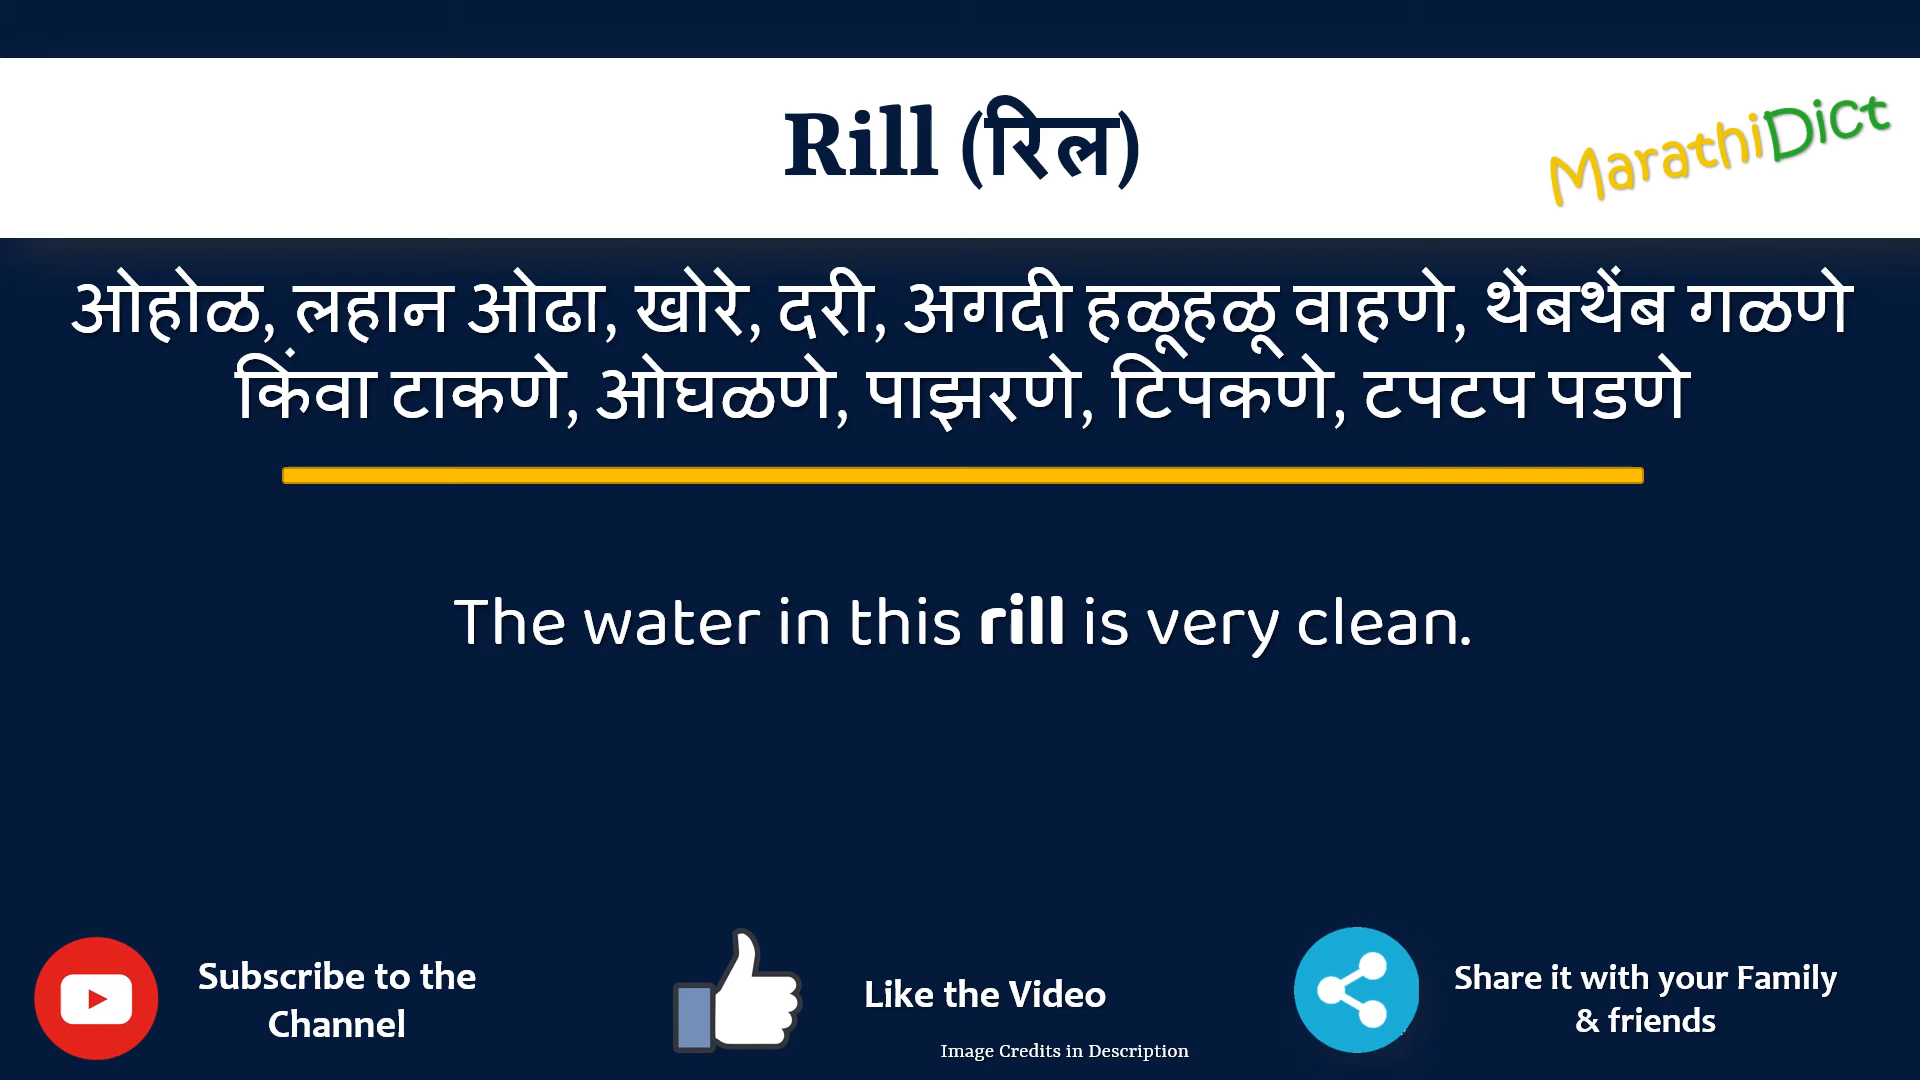 Rill (रिल)
MarathiDict
ओहोळ, लहान ओढा, खोरे, दरी, अगदी हळूहळू वाहणे, थेंबथेंब गळणे
किंवा टाकणे, ओघळणे, पाझरणे, टिपकणे, टपटप पडणे
The water in this rill is very clean.
Subscribe to the
Channel
Like the Video
Share it with your Family
& friends
Image Credits in Description